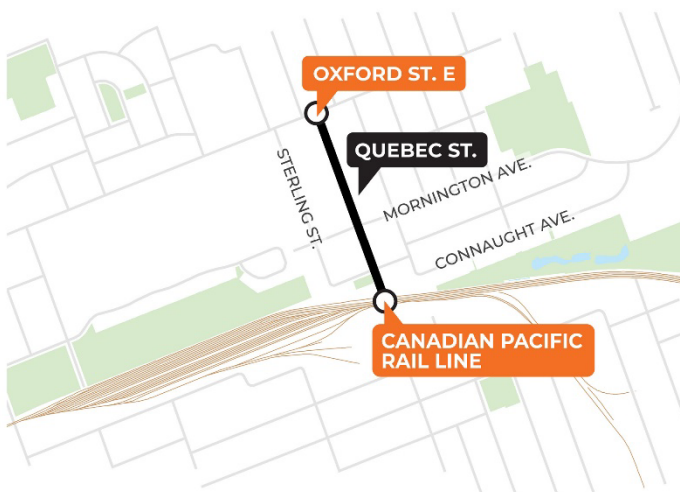 OXFORD ST. E
QUEBEC ST.
STERLING ST.
MORNINGTON AVE.
CONNAUGHT AVE.
CANADIAN PACIFIC
RAIL LINE